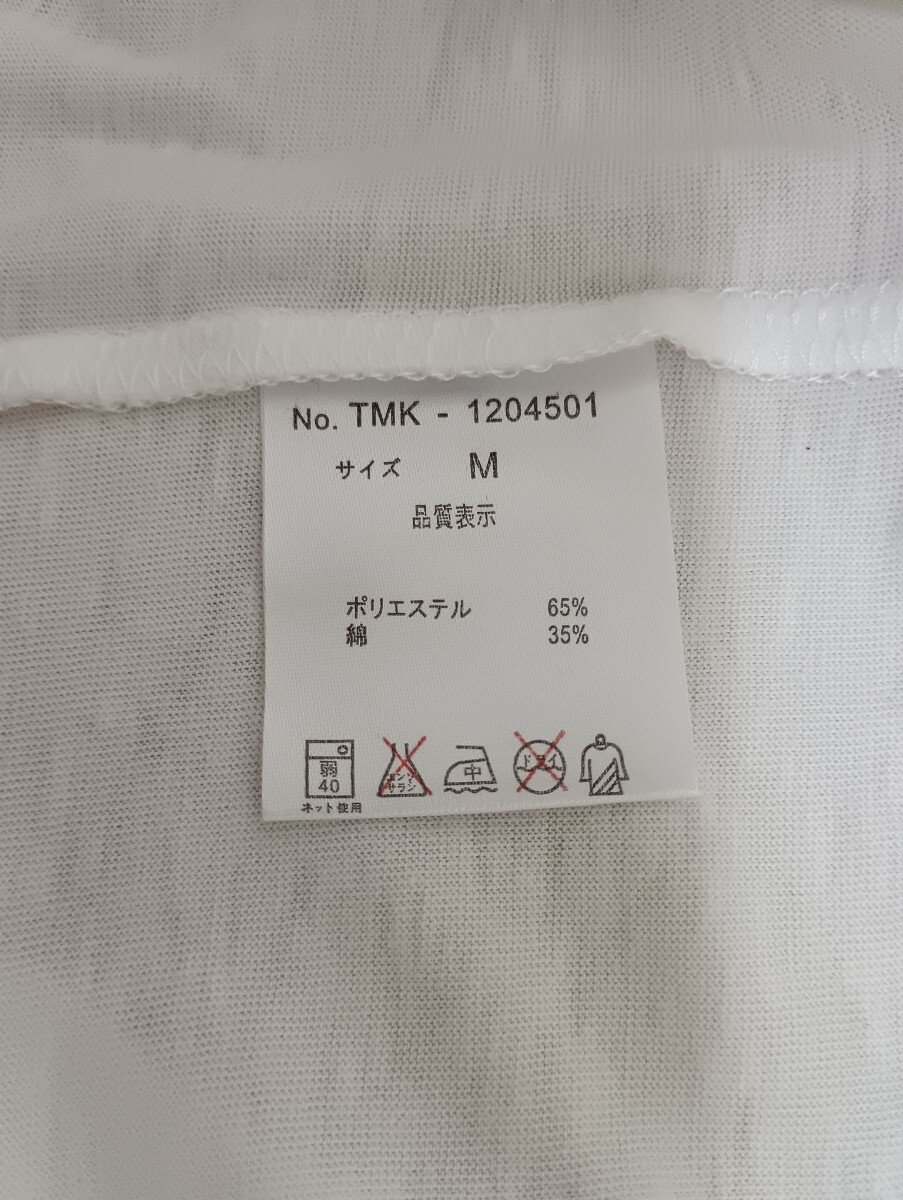 No. TMK - 1204501
サイズ M
品質表示
ポリエステル 65%
綿 35%
弱
40
ネット使用
エンソ
サラシ
中
ドライ